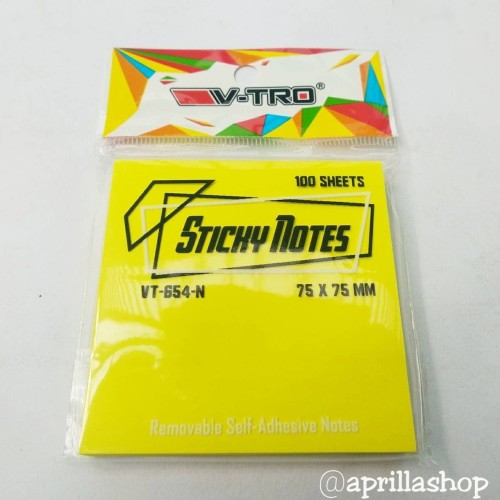 V-TRO®
100 SHEETS
STICKY NOTES
VT-654-N 75 X 75 MM
Removable Self-Adhesive Notes
@aprillashop